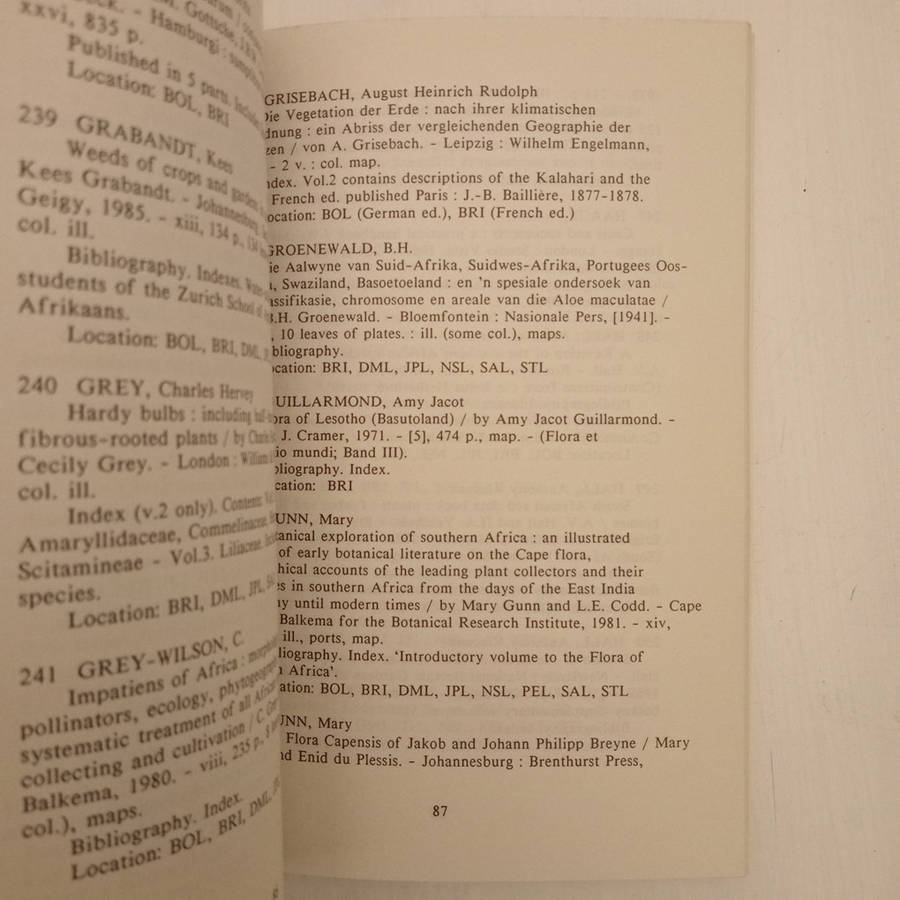 xxvi, 835 p.
Published in 5 parts.
Location: BOL, BRI
239 GRABANDT, Kees
Weeds of crops and gardens
Kees Grabandt. - Johannesburg
Geigy, 1985. - xiii, 134 p., 134
col. ill.
Bibliography. Indexes.
students of the Zurich School of
Afrikaans.
Location: BOL, BRI, DML,
240 GREY, Charles Hervey
Hardy bulbs : including
fibrous-rooted plants / by
Cecily Grey. - London :
col. ill.
Index (v.2 only). Contents:
Amaryllidaceae, Commelinaceae,
Scitamineae - Vol.3. Liliaceae.
species.
Location: BRI, DML, JPL,
241 GREY-WILSON, C.
Impatiens of Africa :
pollinators, ecology,
systematic treatment of all
collecting and cultivation / C.
Balkema, 1980. - viii, 235 p.,
col.), maps.
Bibliography. Index.
Location: BOL, BRI, DML,
GRISEBACH, August Heinrich Rudolph
Die Vegetation der Erde : nach ihrer klimatischen
dnung : ein Abriss der vergleichenden Geographie der
zen / von A. Grisebach. - Leipzig : Wilhelm Engelmann,
- 2 v. : col. map.
ndex. Vol.2 contains descriptions of the Kalahari and the
French ed. published Paris : J.-B. Baillière, 1877-1878.
ocation: BOL (German ed.), BRI (French ed.)
GROENEWALD, B.H.
ie Aalwyne van Suid-Afrika, Suidwes-Afrika, Portugees Oos-
, Swaziland, Basoetoeland : en 'n spesiale ondersoek van
assifikasie, chromosome en areale van die Aloe maculatae /
B.H. Groenewald. - Bloemfontein : Nasionale Pers, [1941]. -
, 10 leaves of plates. : ill. (some col.), maps.
bliography.
cation: BRI, DML, JPL, NSL, SAL, STL
UILLARMOND, Amy Jacot
ora of Lesotho (Basutoland) / by Amy Jacot Guillarmond. -
J. Cramer, 1971. - [5], 474 p., map. - (Flora et
io mundi; Band III).
bliography. Index.
cation: BRI
UNN, Mary
tanical exploration of southern Africa : an illustrated
of early botanical literature on the Cape flora,
hical accounts of the leading plant collectors and their
s in southern Africa from the days of the East India
ny until modern times / by Mary Gunn and L.E. Codd. - Cape
Balkema for the Botanical Research Institute, 1981. - xiv,
ill., ports, map.
liography. Index. 'Introductory volume to the Flora of
n Africa'.
ation: BOL, BRI, DML, JPL, NSL, PEL, SAL, STL
UNN, Mary
Flora Capensis of Jakob and Johann Philipp Breyne / Mary
nd Enid du Plessis. - Johannesburg : Brenthurst Press,
87